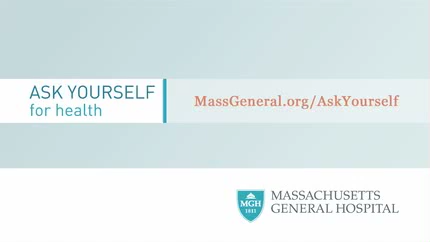 ASK YOURSELF
for health
MassGeneral.org/AskYourself
MGH
1811
MASSACHUSETTS
GENERAL HOSPITAL